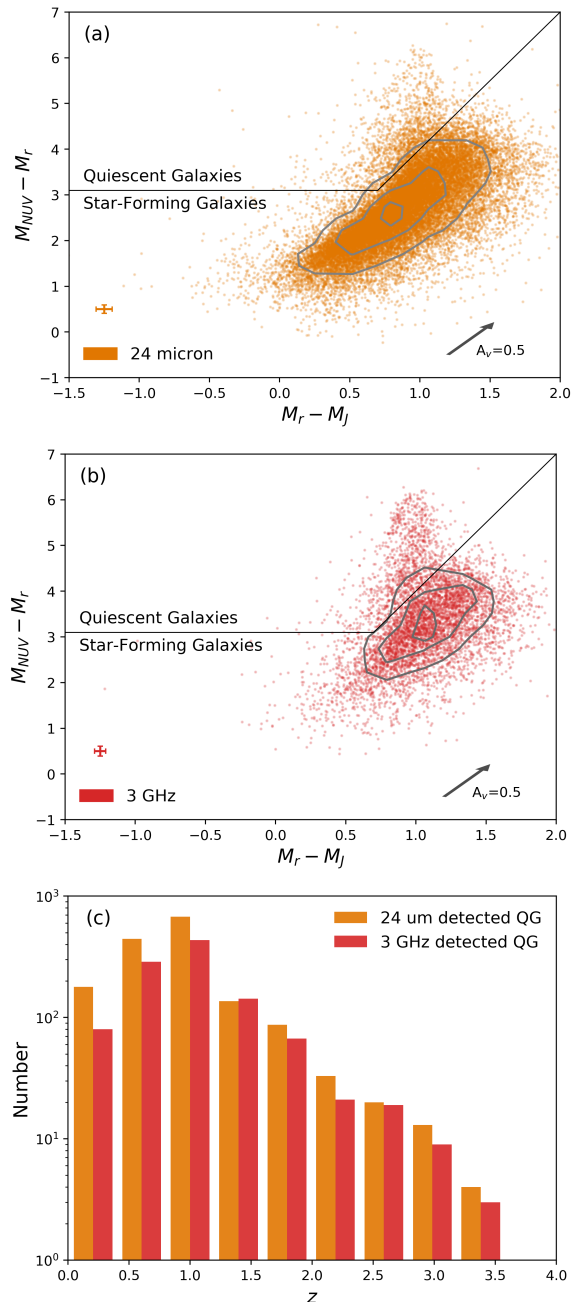 (a)
7
6
5
4
3
2
1
0
−1
M_NUV − M_r
Quiescent Galaxies
Star-Forming Galaxies
24 micron
A_v=0.5
−1.5 −1.0 −0.5 0.0 0.5 1.0 1.5 2.0
M_r − M_J
(b)
7
6
5
4
3
2
1
0
−1
M_NUV − M_r
Quiescent Galaxies
Star-Forming Galaxies
3 GHz
A_v=0.5
−1.5 −1.0 −0.5 0.0 0.5 1.0 1.5 2.0
M_r − M_J
(c)
24 um detected QG
3 GHz detected QG
10^3
10^2
10^1
10^0
Number
0.0 0.5 1.0 1.5 2.0 2.5 3.0 3.5 4.0
z